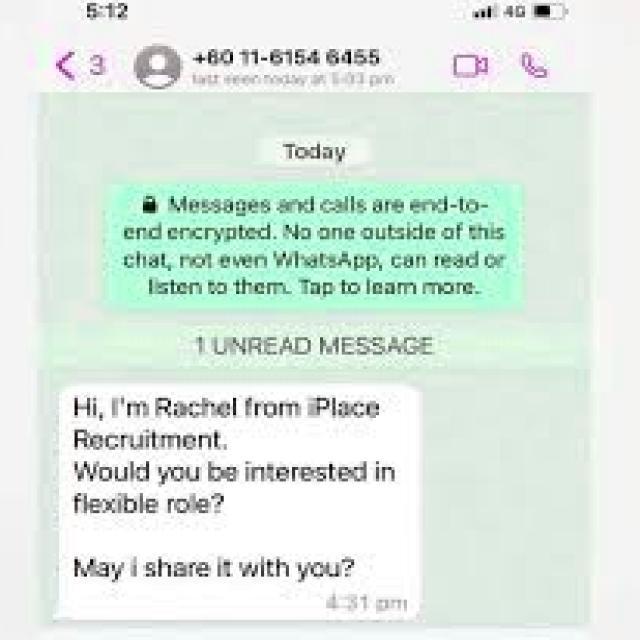 5:12
4G
3
+60 11-6154 6455
last seen today at 5:03 pm
Today
Messages and calls are end-to-
end encrypted. No one outside of this
chat, not even WhatsApp, can read or
listen to them. Tap to learn more.
1 UNREAD MESSAGE
Hi, I'm Rachel from iPlace
Recruitment.
Would you be interested in
flexible role?
May i share it with you?
4:31 pm